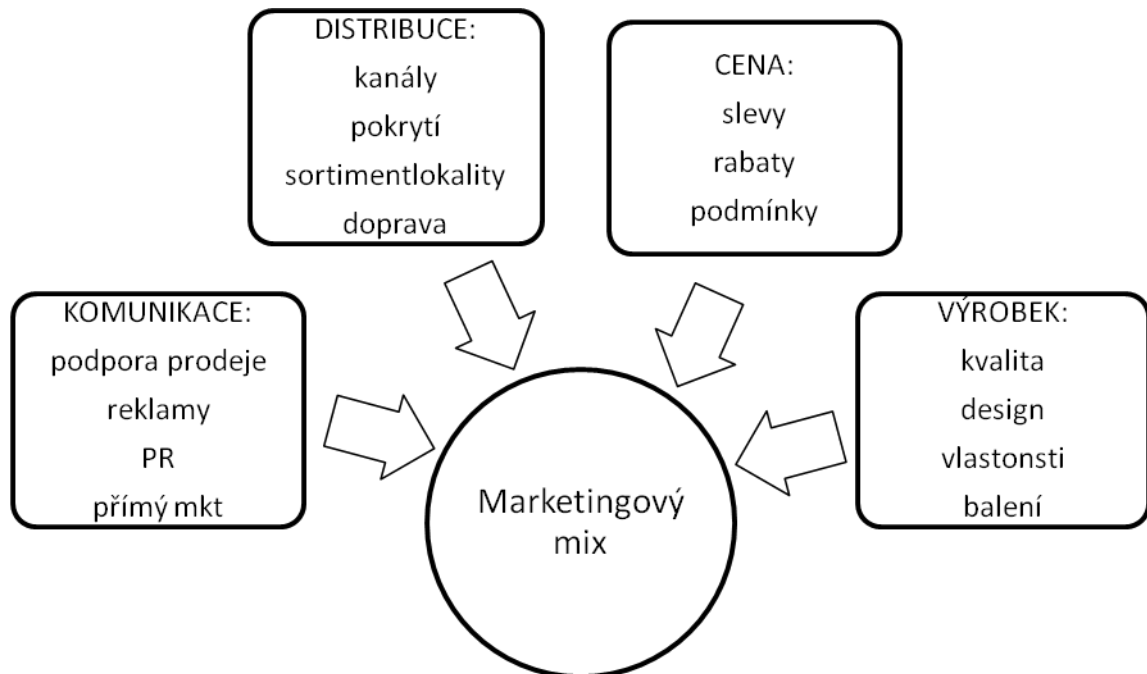 DISTRIBUCE:
kanály
pokrytí
sortimentlokality
doprava
CENA:
slevy
rabaty
podmínky
KOMUNIKACE:
podpora prodeje
reklamy
PR
přímý mkt
VÝROBEK:
kvalita
design
vlastonsti
balení
Marketingový
mix